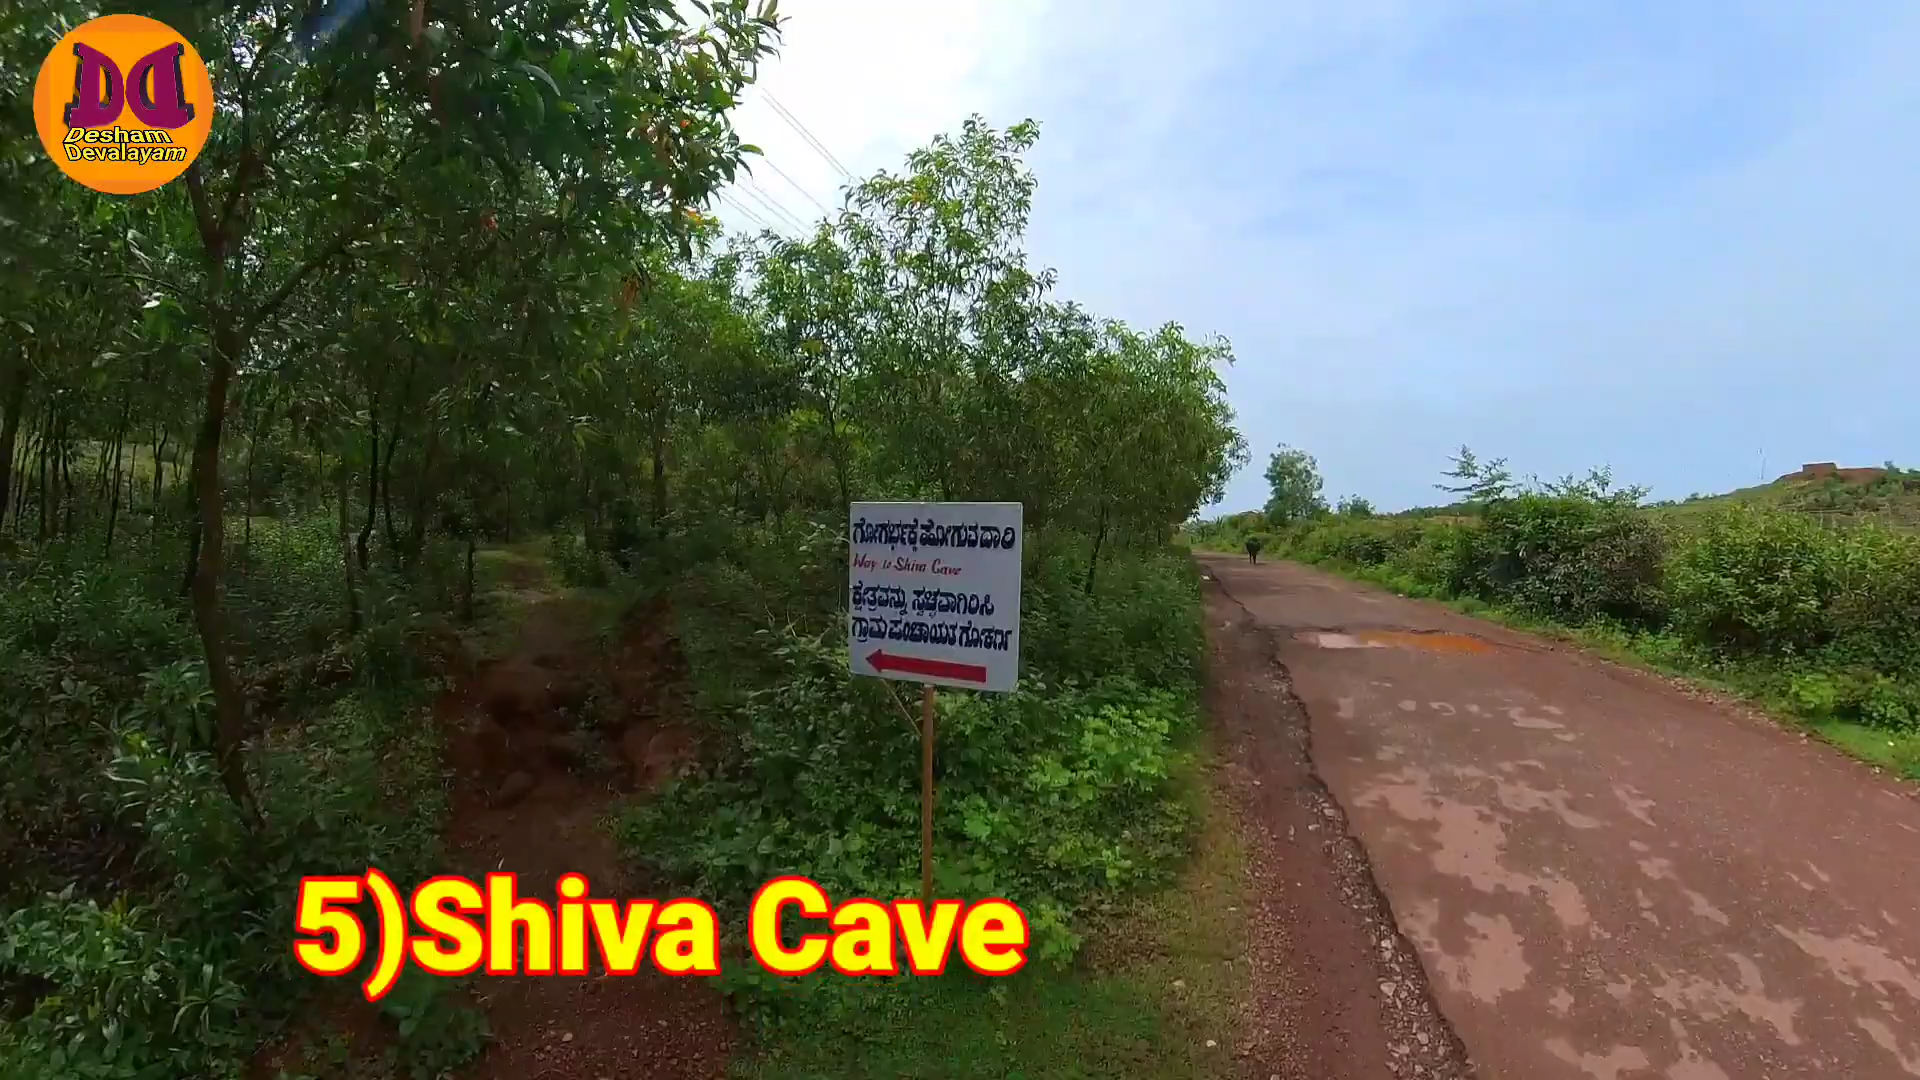 DD
Desham
Devalayam
ಗೋಗರ್ಭಕ್ಕೆ ಹೋಗುವ ದಾರಿ
Way to Shiva Cave
ಕ್ಷೇತ್ರವನ್ನು ಸ್ವಚ್ಛವಾಗಿರಿಸಿ
ಗ್ರಾಮ ಪಂಚಾಯತ ಗೋಕರ್ಣ
5)Shiva Cave